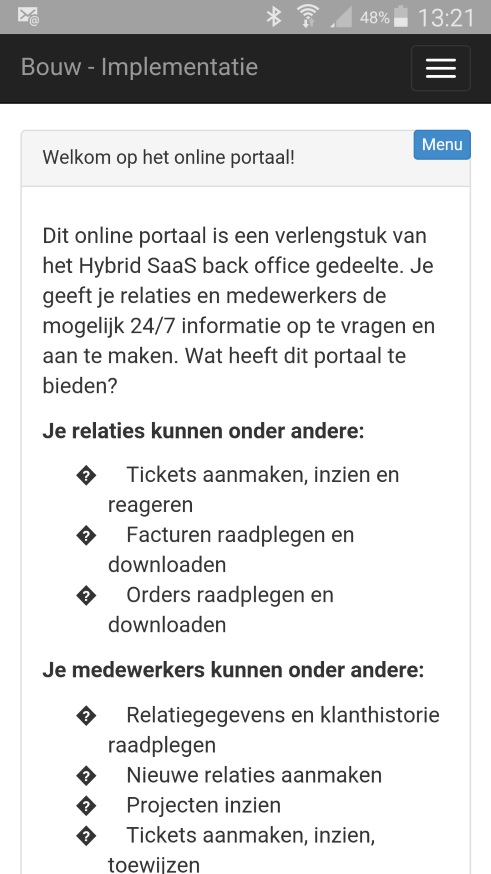 48% 13:21
Bouw - Implementatie
Menu
Welkom op het online portaal!
Dit online portaal is een verlengstuk van
het Hybrid SaaS back office gedeelte. Je
geeft je relaties en medewerkers de
mogelijk 24/7 informatie op te vragen en
aan te maken. Wat heeft dit portaal te
bieden?
Je relaties kunnen onder andere:
� Tickets aanmaken, inzien en
reageren
� Facturen raadplegen en
downloaden
� Orders raadplegen en
downloaden
Je medewerkers kunnen onder andere:
� Relatiegegevens en klanthistorie
raadplegen
� Nieuwe relaties aanmaken
� Projecten inzien
� Tickets aanmaken, inzien,
toewijzen